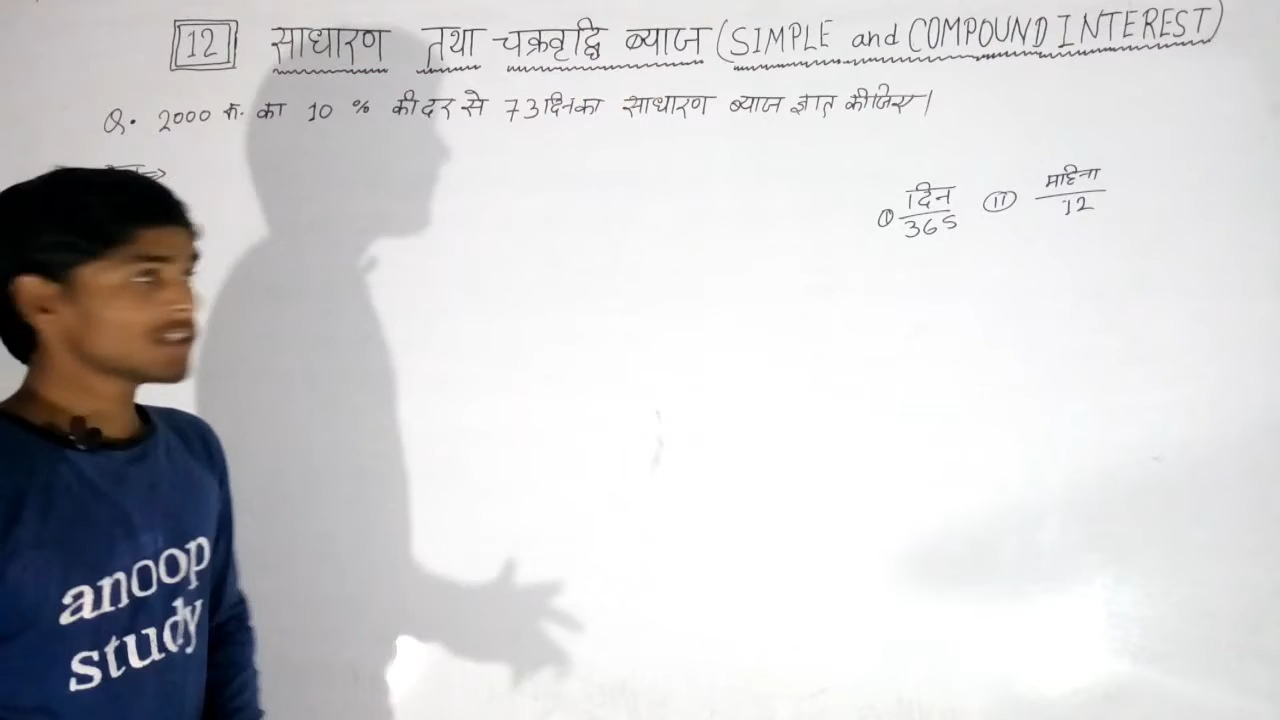 12 साधारण तथा चक्रवृद्धि ब्याज (SIMPLE and COMPOUND INTEREST)
Q. 2000 रु. का 10 % की दर से 73 दिन का साधारण ब्याज ज्ञात कीजिए।
(i) दिन/365 (ii) महिना/12
anoop
study